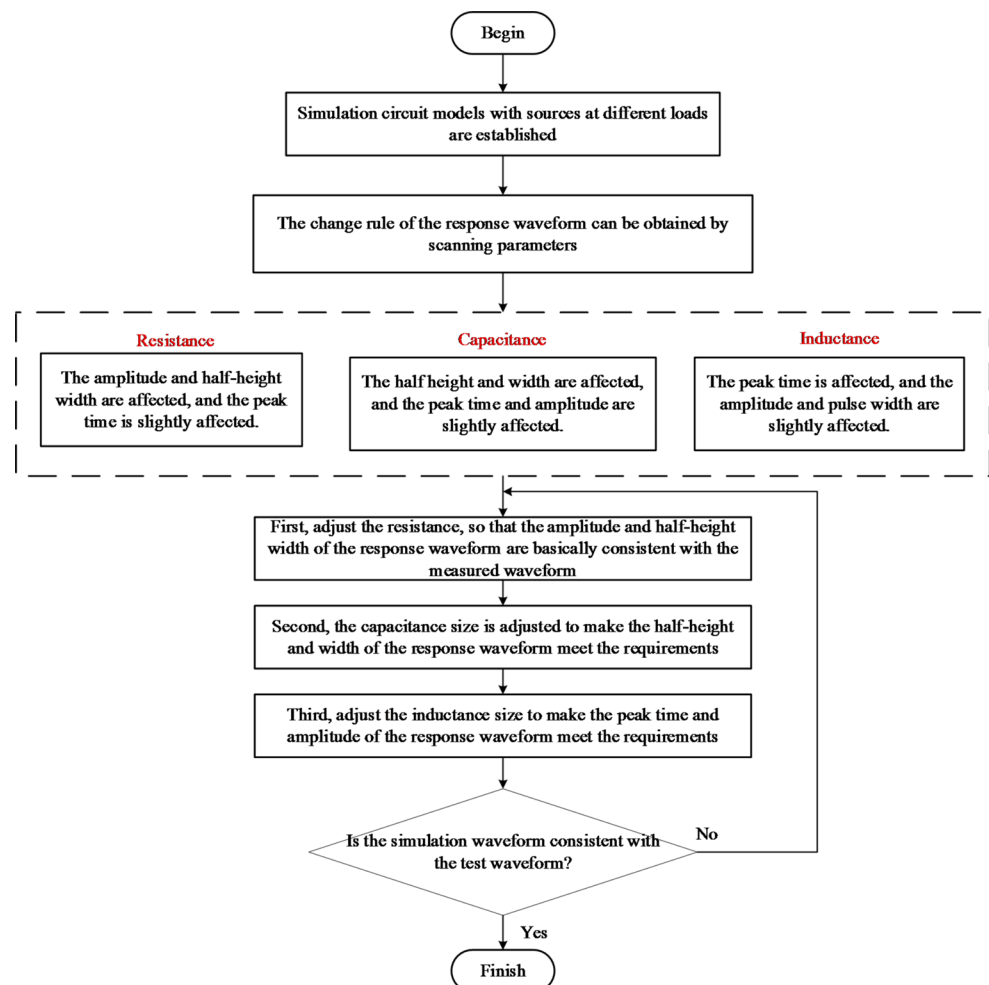 Begin
Simulation circuit models with sources at different loads
are established
The change rule of the response waveform can be obtained by
scanning parameters
Resistance
The amplitude and half-height
width are affected, and the peak
time is slightly affected.
Capacitance
The half height and width are affected,
and the peak time and amplitude are
slightly affected.
Inductance
The peak time is affected, and the
amplitude and pulse width are
slightly affected.
First, adjust the resistance, so that the amplitude and half-height
width of the response waveform are basically consistent with the
measured waveform
Second, the capacitance size is adjusted to make the half-height
and width of the response waveform meet the requirements
Third, adjust the inductance size to make the peak time and
amplitude of the response waveform meet the requirements
Is the simulation waveform consistent with
the test waveform?
No
Yes
Finish